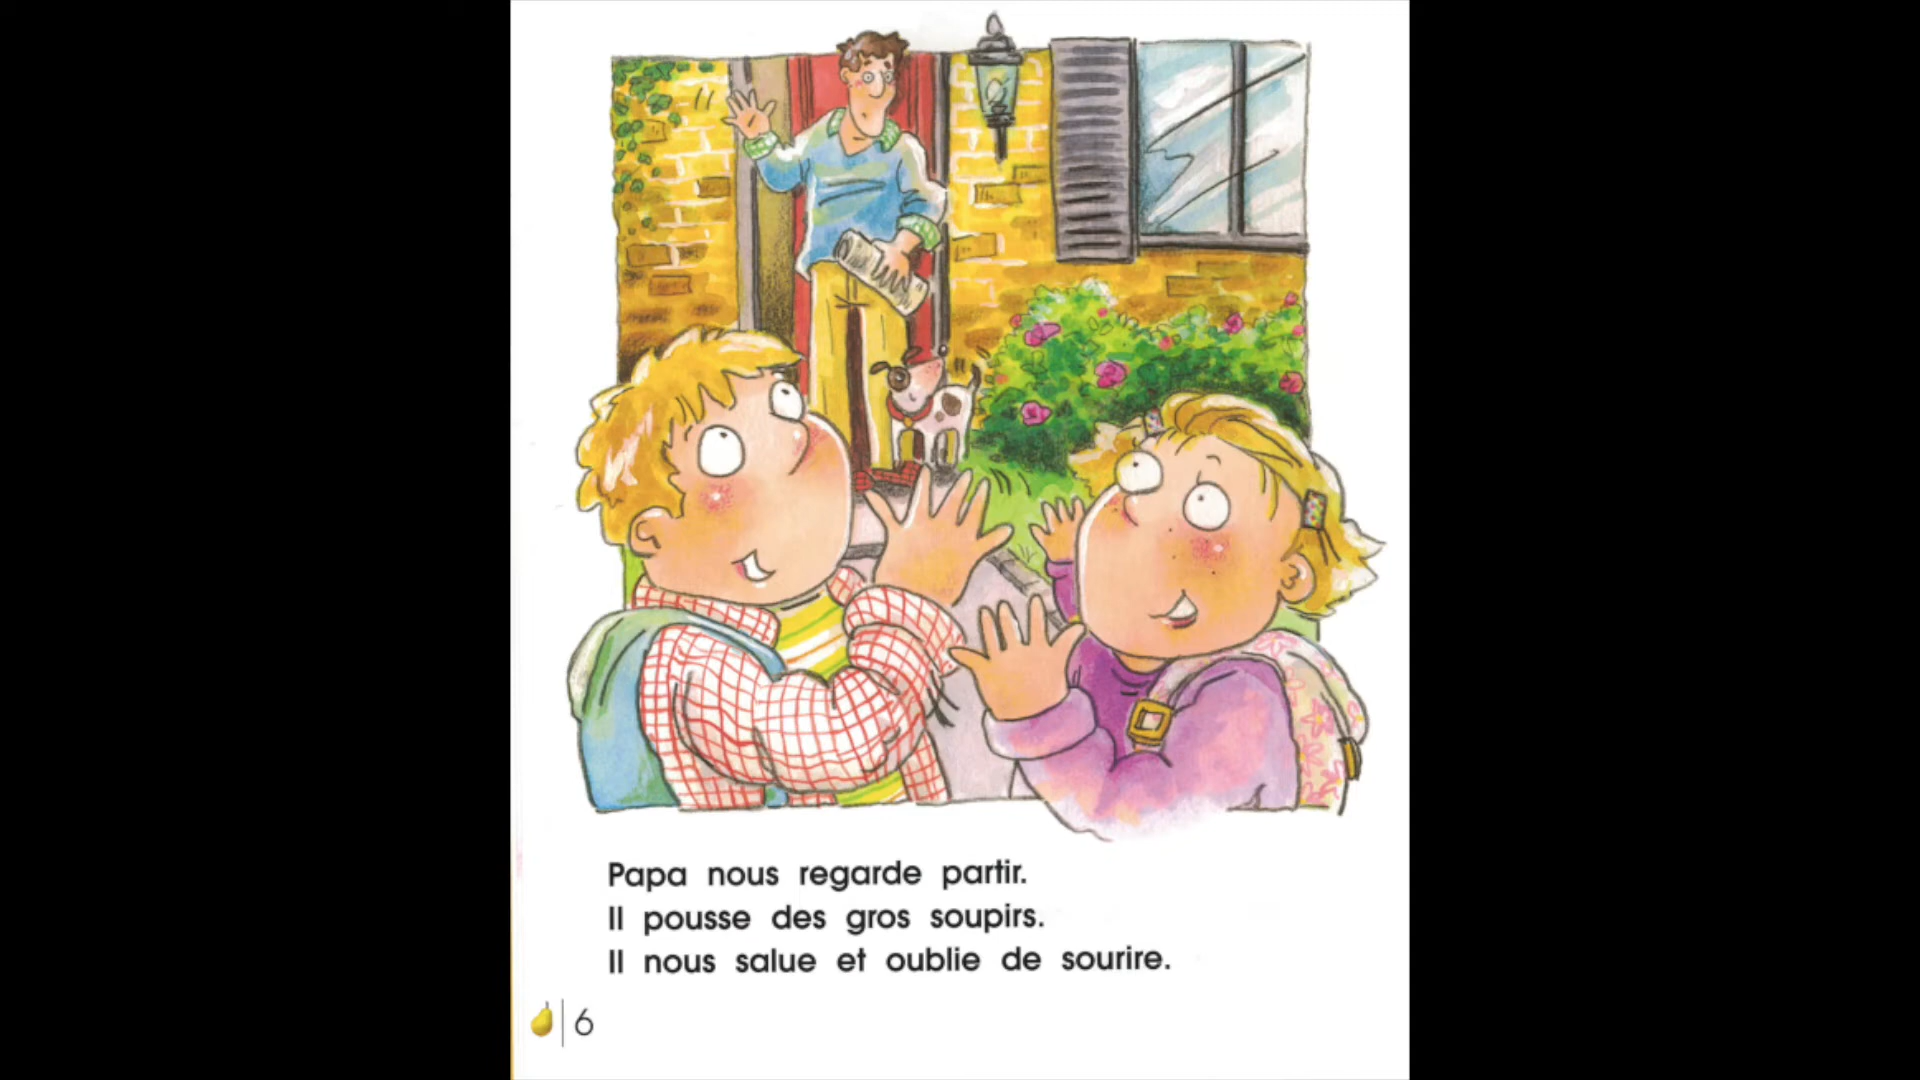 Papa nous regarde partir.
Il pousse des gros soupirs.
Il nous salue et oublie de sourire.
6